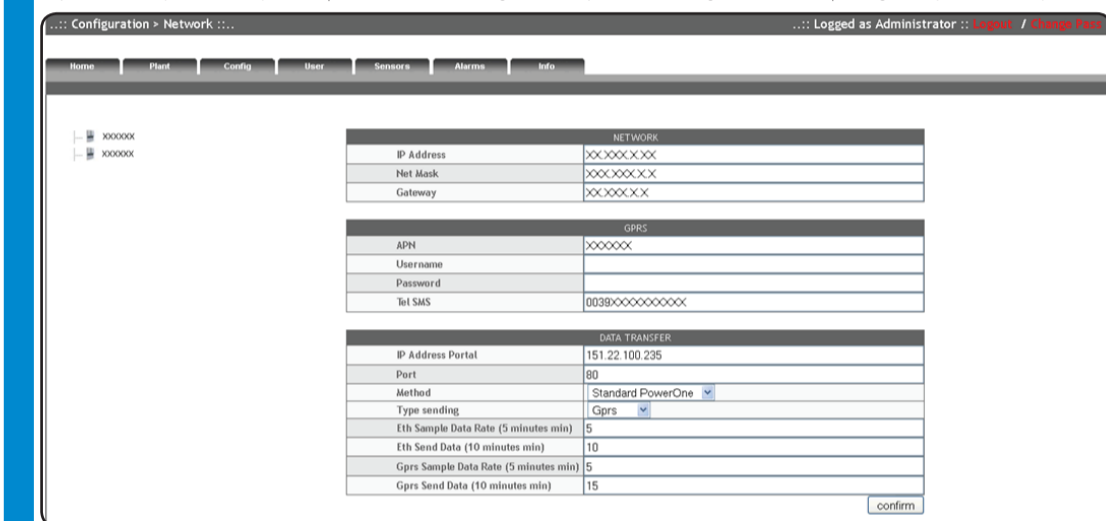 ..:: Configuration > Network ::..
..:: Logged as Administrator :: Logout / Change Pass
Home Plant Config User Sensors Alarms Info
XXXXXX
XXXXXX
NETWORK
IP Address XX.XXX.X.XX
Net Mask XXX.XXX.X.X
Gateway XX.XXX.X.X
GPRS
APN XXXXXX
Username
Password
Tel SMS 0039XXXXXXXXXX
DATA TRANSFER
IP Address Portal 151.22.100.235
Port 80
Method Standard PowerOne
Type sending Gprs
Eth Sample Data Rate (5 minutes min) 5
Eth Send Data (10 minutes min) 10
Gprs Sample Data Rate (5 minutes min) 5
Gprs Send Data (10 minutes min) 15
confirm